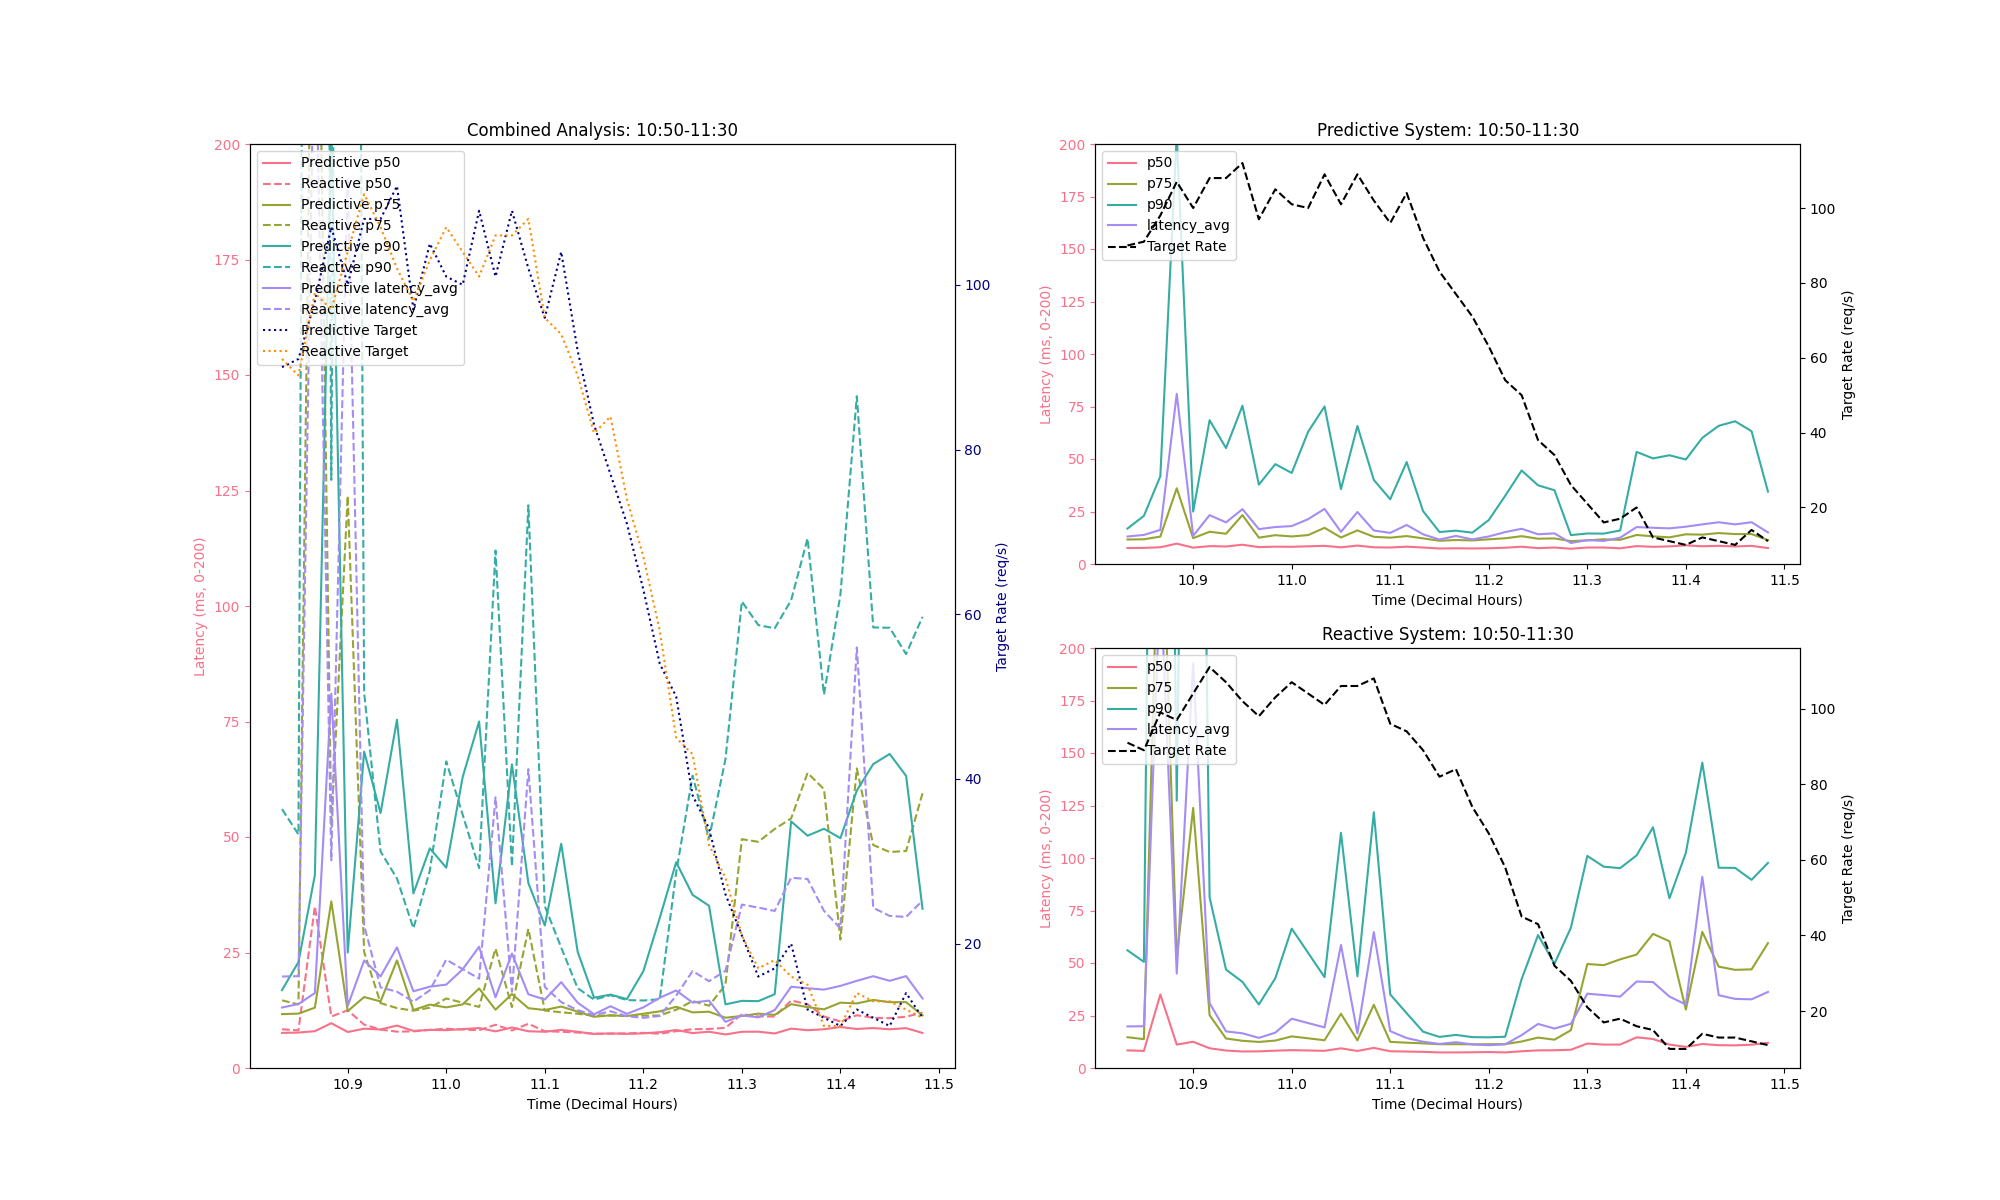 Combined Analysis: 10:50-11:30
Latency (ms, 0-200)
200
175
150
125
100
75
50
25
0
Predictive p50
Reactive p50
Predictive p75
Reactive p75
Predictive p90
Reactive p90
Predictive latency_avg
Reactive latency_avg
Predictive Target
Reactive Target
100
80
60
40
20
Target Rate (req/s)
10.9 11.0 11.1 11.2 11.3 11.4 11.5
Time (Decimal Hours)
Predictive System: 10:50-11:30
Latency (ms, 0-200)
200
175
150
125
100
75
50
25
0
p50
p75
p90
latency_avg
Target Rate
100
80
60
40
20
Target Rate (req/s)
10.9 11.0 11.1 11.2 11.3 11.4 11.5
Time (Decimal Hours)
Reactive System: 10:50-11:30
Latency (ms, 0-200)
200
175
150
125
100
75
50
25
0
p50
p75
p90
latency_avg
Target Rate
100
80
60
40
20
Target Rate (req/s)
10.9 11.0 11.1 11.2 11.3 11.4 11.5
Time (Decimal Hours)